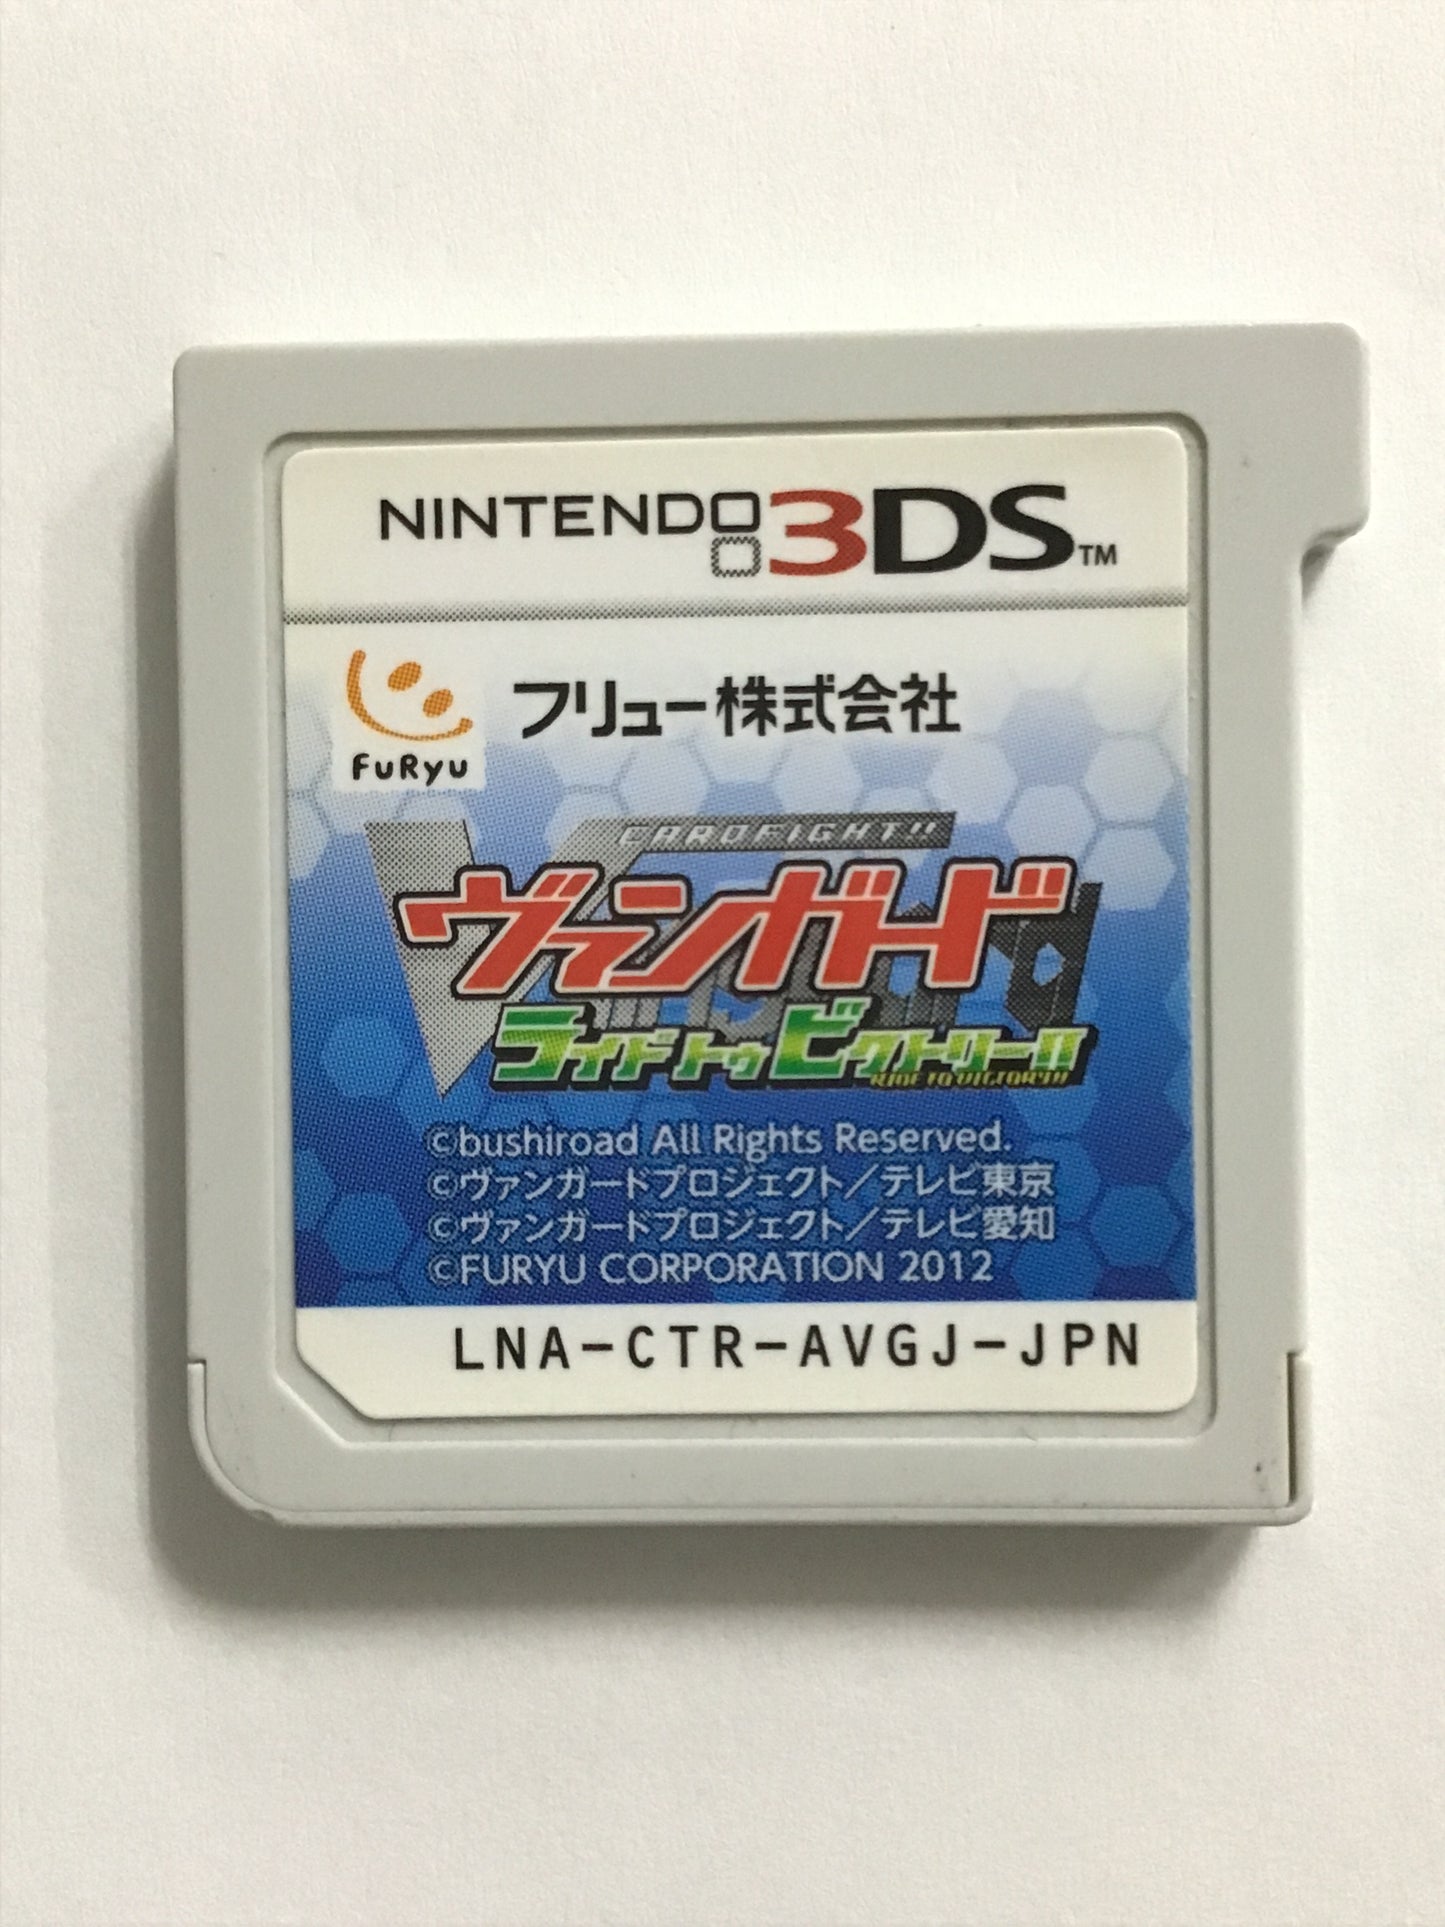 NINTENDO 3DS™
フリュー株式会社
FuRyu
CARDFIGHT!!
Vanguard
ヴァンガード
ライド トゥ ビクトリー!!
RIDE TO VICTORY!!
©bushiroad All Rights Reserved.
©ヴァンガードプロジェクト／テレビ東京
©ヴァンガードプロジェクト／テレビ愛知
©FURYU CORPORATION 2012
LNA-CTR-AVGJ-JPN